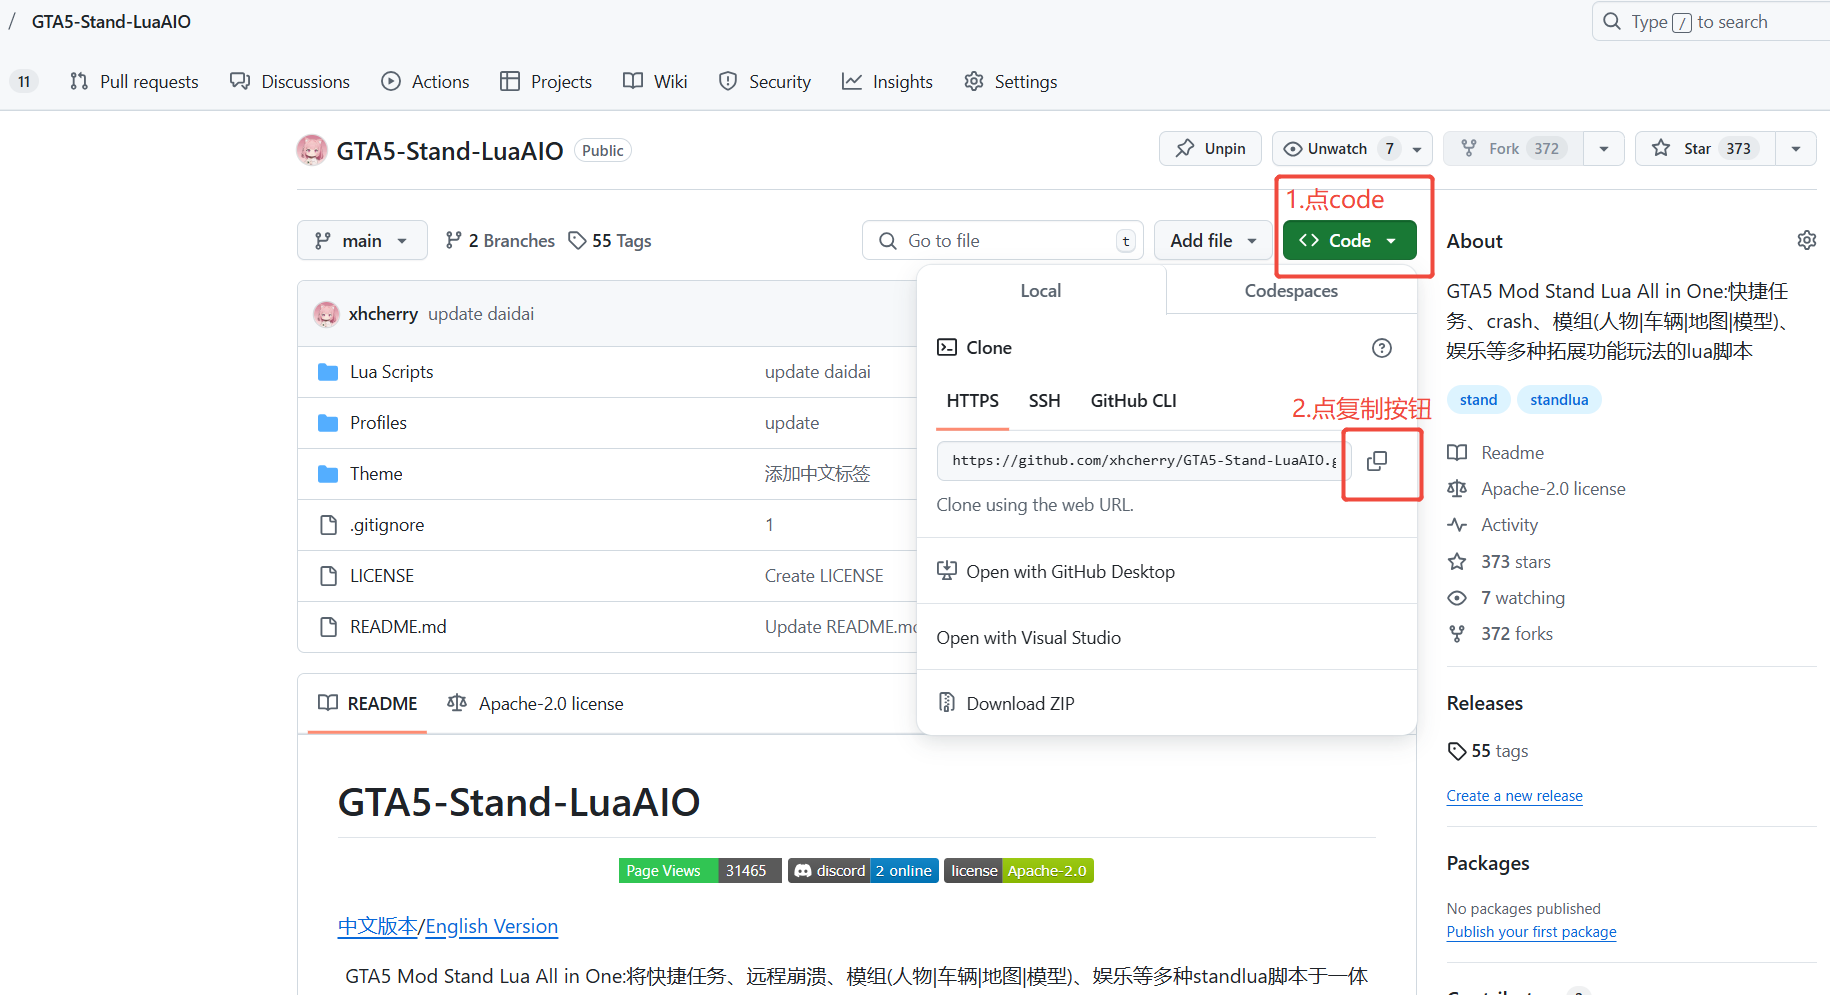 / GTA5-Stand-LuaAIO
Type / to search
11 Pull requests Discussions Actions Projects Wiki Security Insights Settings
GTA5-Stand-LuaAIO Public
Unpin Unwatch 7 Fork 372 Star 373
1.点code
main 2 Branches 55 Tags Go to file t Add file Code
Local Codespaces
Clone
HTTPS SSH GitHub CLI
2.点复制按钮
https://github.com/xhcherry/GTA5-Stand-LuaAIO.g
Clone using the web URL.
Open with GitHub Desktop
Open with Visual Studio
Download ZIP
xhcherry update daidai
Lua Scripts update daidai
Profiles update
Theme 添加中文标签
.gitignore 1
LICENSE Create LICENSE
README.md Update README.md
README Apache-2.0 license
GTA5-Stand-LuaAIO
Page Views 31465 discord 2 online license Apache-2.0
中文版本/English Version
GTA5 Mod Stand Lua All in One:将快捷任务、远程崩溃、模组(人物|车辆|地图|模型)、娱乐等多种standlua脚本于一体
About
GTA5 Mod Stand Lua All in One:快捷任
务、crash、模组(人物|车辆|地图|模型)、
娱乐等多种拓展功能玩法的lua脚本
stand standlua
Readme
Apache-2.0 license
Activity
373 stars
7 watching
372 forks
Releases
55 tags
Create a new release
Packages
No packages published
Publish your first package